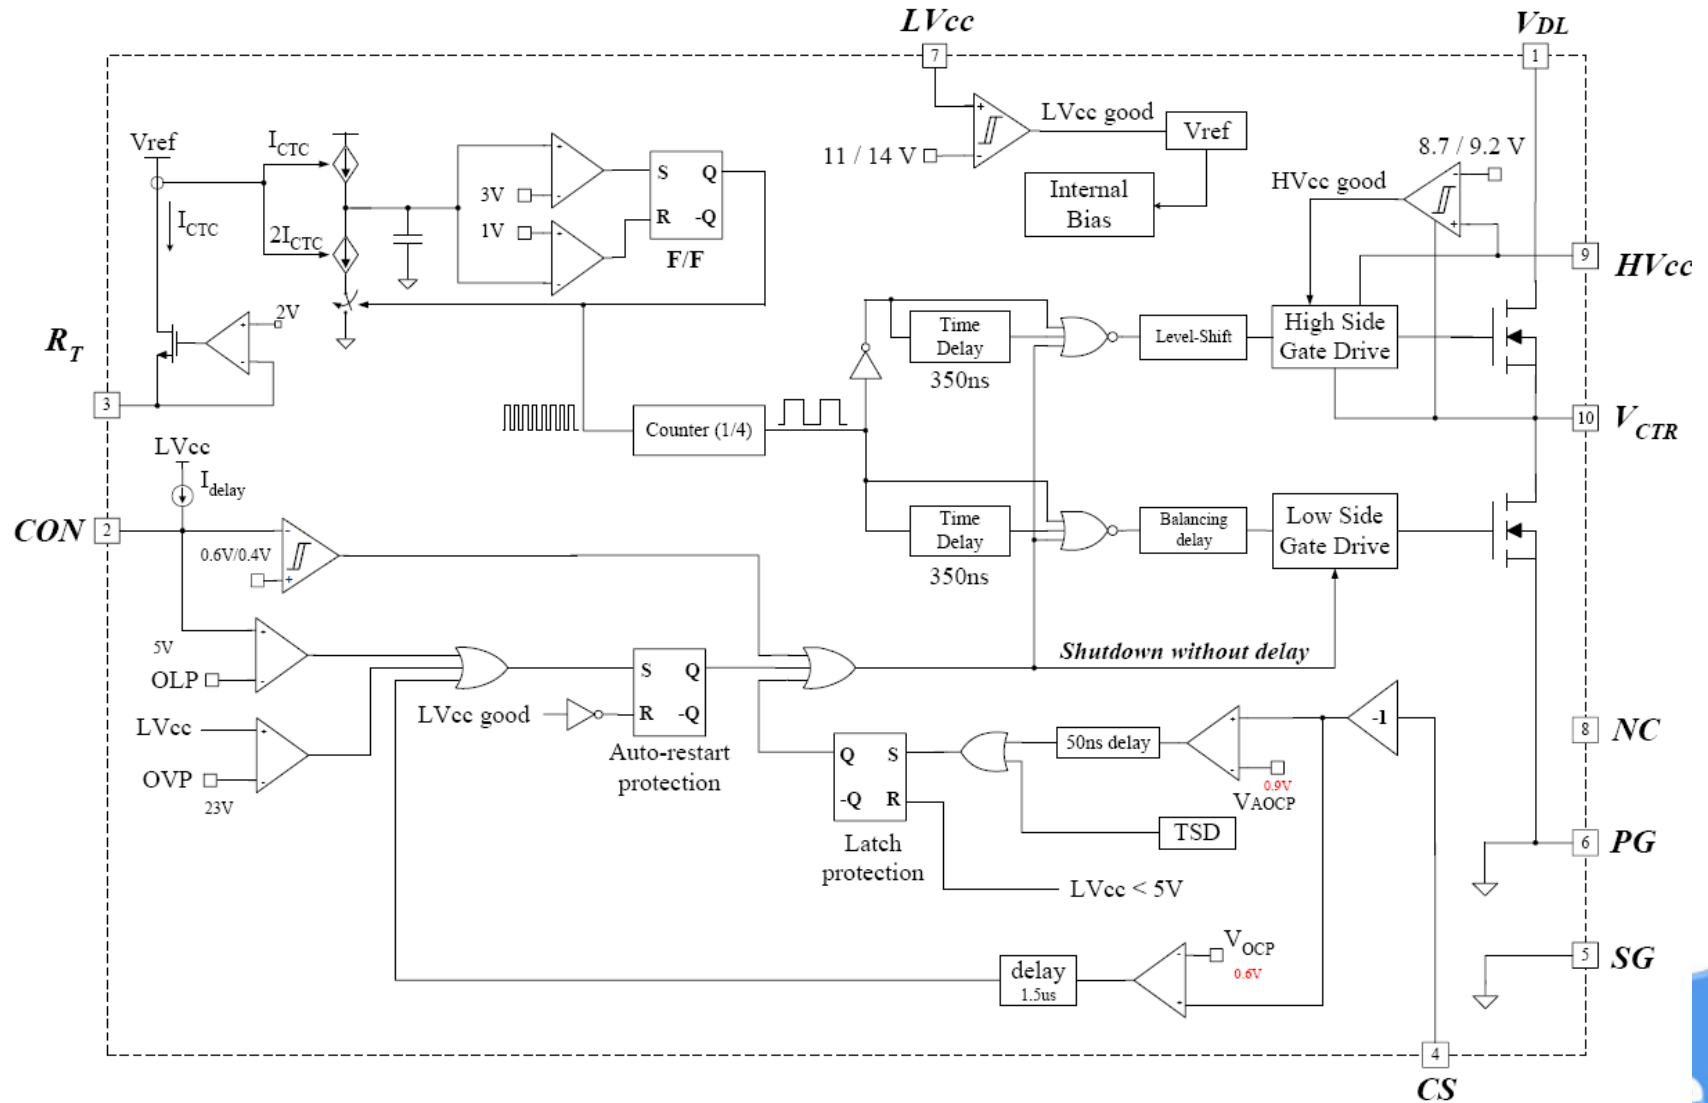 LVcc
VDL
7
1
Vref
ICTC
LVcc good
Vref
11 / 14 V
8.7 / 9.2 V
3V
S Q
R -Q
1V
F/F
ICTC
2ICTC
Internal
Bias
HVcc good
9
HVcc
2V
RT
3
Time
Delay
350ns
Level-Shift
High Side
Gate Drive
Counter (1/4)
10
VCTR
LVcc
Idelay
CON
2
0.6V/0.4V
Time
Delay
350ns
Balancing
delay
Low Side
Gate Drive
5V
OLP
S Q
R -Q
LVcc good
Auto-restart
protection
Shutdown without delay
LVcc
OVP
23V
Q S
-Q R
Latch
protection
50ns delay
-1
0.9V
VAOCP
TSD
LVcc < 5V
8
NC
6
PG
5
SG
delay
1.5us
VOCP
0.6V
4
CS
+
-
+
-
+
-
+
-
+
-
+
-
+
-
+
-
+
-
+
-